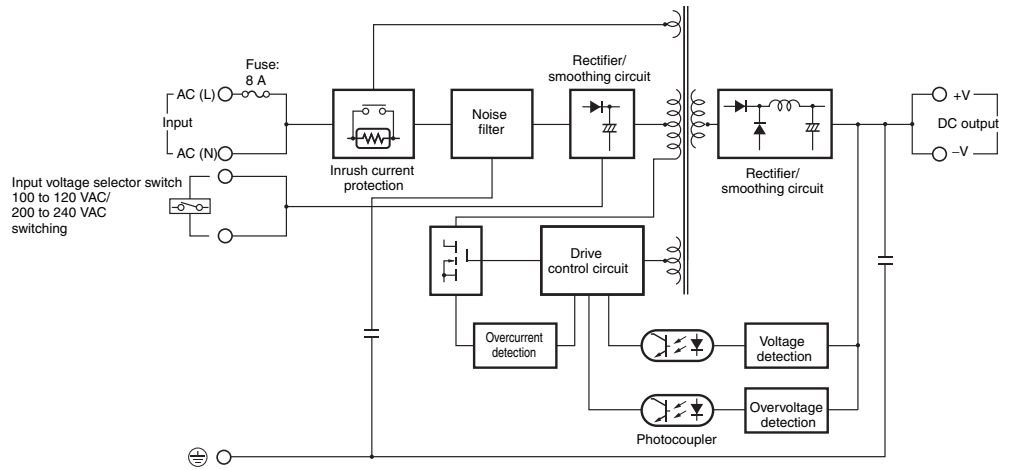 Fuse:
8 A
AC (L)
Input
AC (N)
Input voltage selector switch
100 to 120 VAC/
200 to 240 VAC
switching
Inrush current
protection
Noise
filter
Rectifier/
smoothing circuit
Rectifier/
smoothing circuit
+V
DC output
−V
Drive
control circuit
Overcurrent
detection
Voltage
detection
Overvoltage
detection
Photocoupler